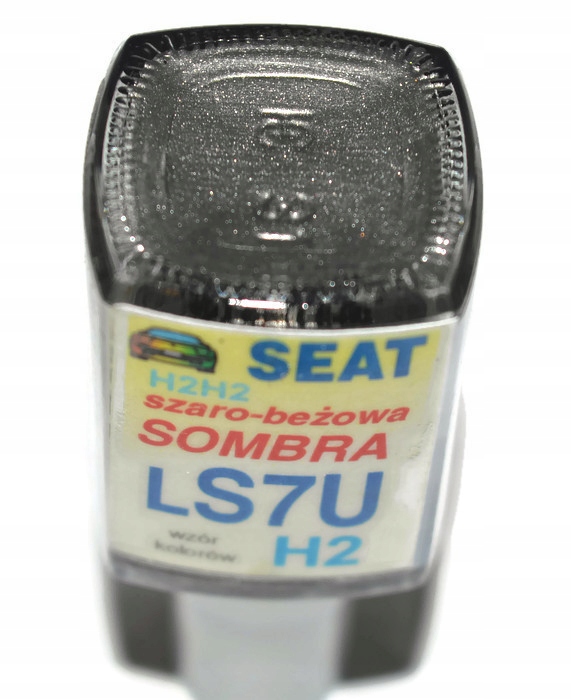 SEAT
H2H2
szaro-beżowa
SOMBRA
LS7U
wzór
kolorów
H2